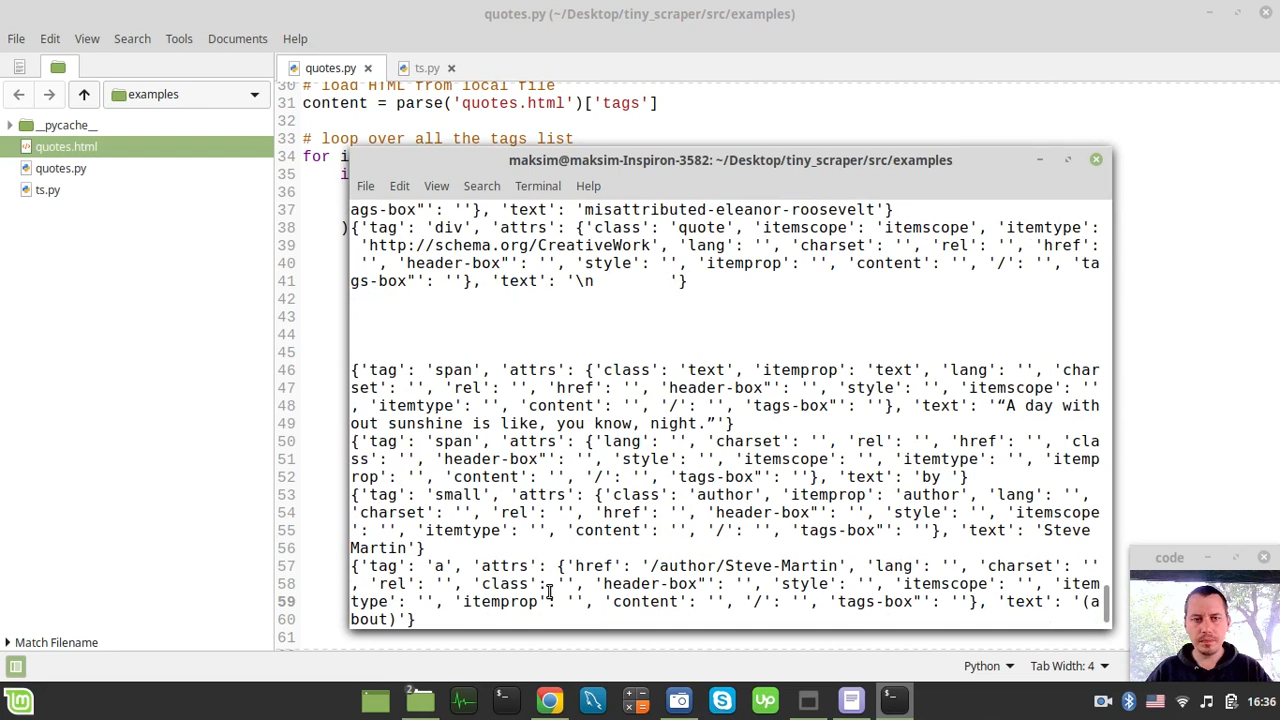 quotes.py (~/Desktop/tiny_scraper/src/examples)
File Edit View Search Tools Documents Help
quotes.py ts.py
examples
__pycache__
quotes.html
quotes.py
ts.py
30 # load HTML from local file
31 content = parse('quotes.html')['tags']
32
33 # loop over all the tags list
34 for i
35 i
36
37
38 )
39
40
41
42
43
44
45
46
47
48
49
50
51
52
53
54
55
56
57
58
59
60
61
maksim@maksim-Inspiron-3582: ~/Desktop/tiny_scraper/src/examples
File Edit View Search Terminal Help
ags-box"': ''}, 'text': 'misattributed-eleanor-roosevelt'}
{'tag': 'div', 'attrs': {'class': 'quote', 'itemscope': 'itemscope', 'itemtype':
 'http://schema.org/CreativeWork', 'lang': '', 'charset': '', 'rel': '', 'href':
 '', 'header-box"': '', 'style': '', 'itemprop': '', 'content': '', '/': '', 'ta
gs-box"': ''}, 'text': '\n        '}
{'tag': 'span', 'attrs': {'class': 'text', 'itemprop': 'text', 'lang': '', 'char
set': '', 'rel': '', 'href': '', 'header-box"': '', 'style': '', 'itemscope': ''
, 'itemtype': '', 'content': '', '/': '', 'tags-box"': ''}, 'text': '“A day with
out sunshine is like, you know, night.”'}
{'tag': 'span', 'attrs': {'lang': '', 'charset': '', 'rel': '', 'href': '', 'cla
ss': '', 'header-box"': '', 'style': '', 'itemscope': '', 'itemtype': '', 'itemp
rop': '', 'content': '', '/': '', 'tags-box"': ''}, 'text': 'by '}
{'tag': 'small', 'attrs': {'class': 'author', 'itemprop': 'author', 'lang': '',
'charset': '', 'rel': '', 'href': '', 'header-box"': '', 'style': '', 'itemscope
': '', 'itemtype': '', 'content': '', '/': '', 'tags-box"': ''}, 'text': 'Steve
Martin'}
{'tag': 'a', 'attrs': {'href': '/author/Steve-Martin', 'lang': '', 'charset': ''
, 'rel': '', 'class': '', 'header-box"': '', 'style': '', 'itemscope': '', 'item
type': '', 'itemprop': '', 'content': '', '/': '', 'tags-box"': ''}, 'text': '(a
bout)'}
Match Filename
code
Python Tab Width: 4
2
Up
16:36